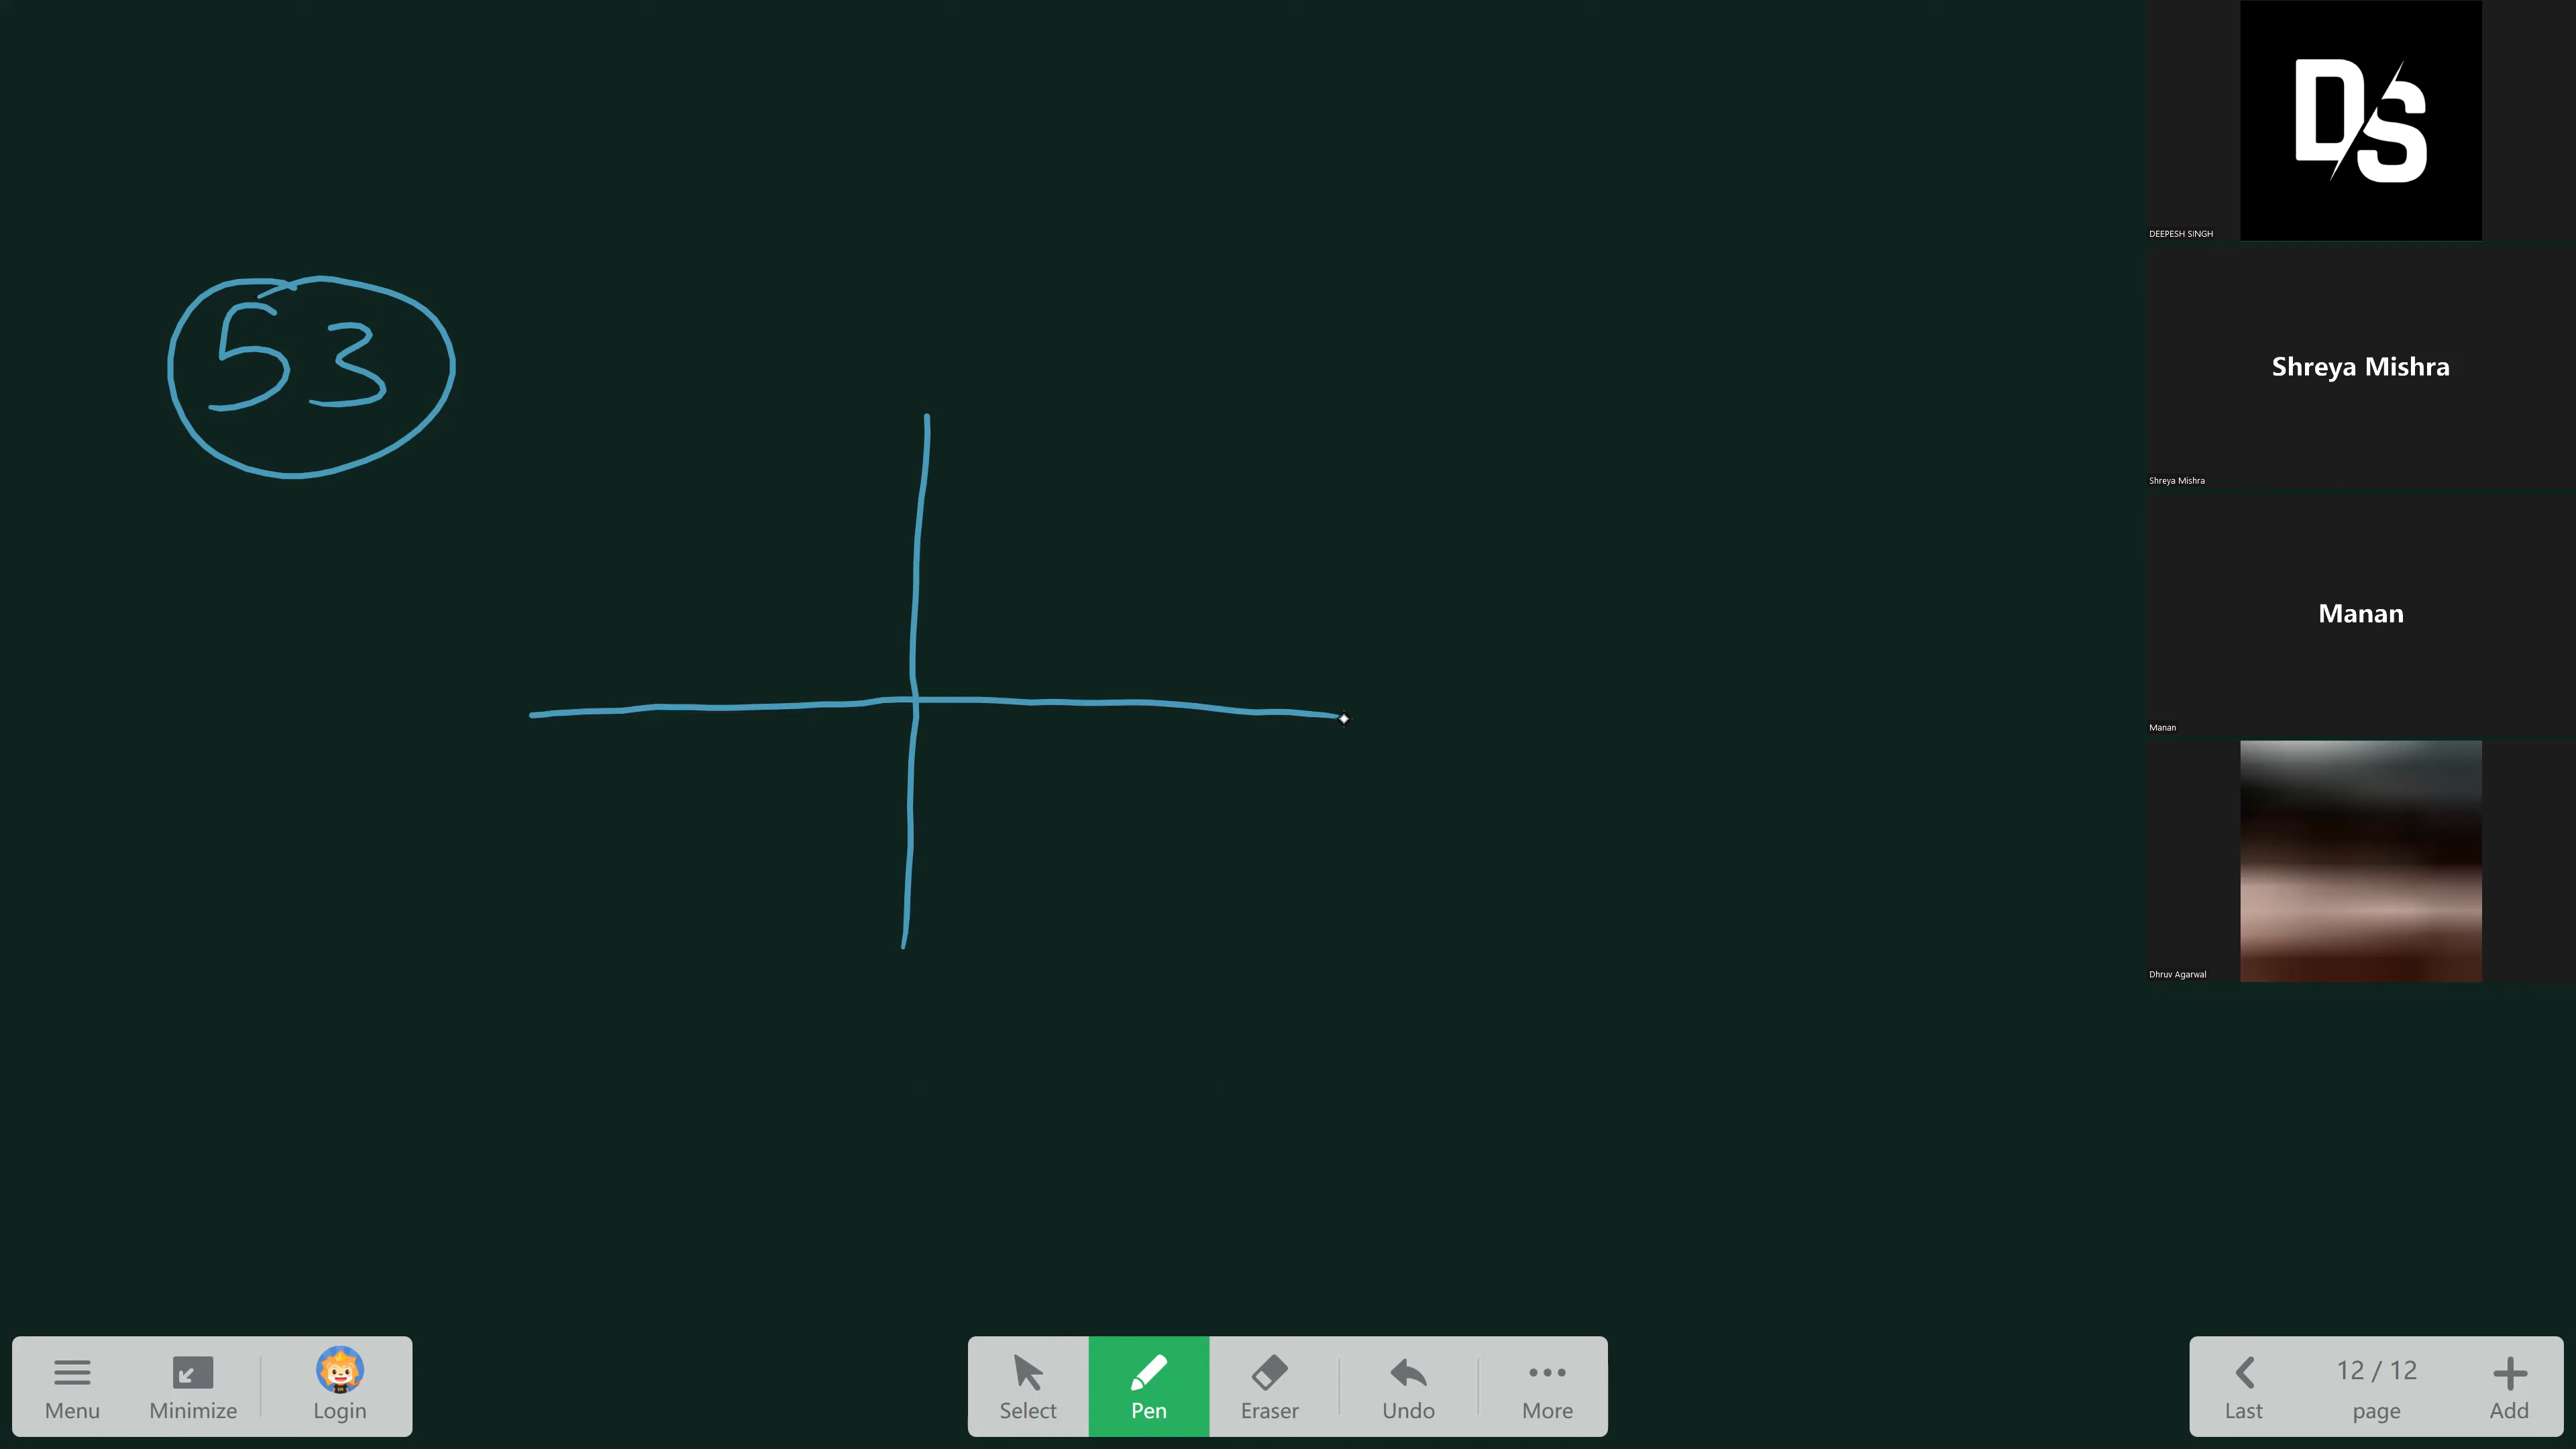 DS
DEEPESH SINGH
53
Shreya Mishra
Shreya Mishra
Manan
Manan
Dhruv Agarwal
Menu
Minimize
Login
Select
Pen
Eraser
Undo
More
Last
12 / 12
page
Add